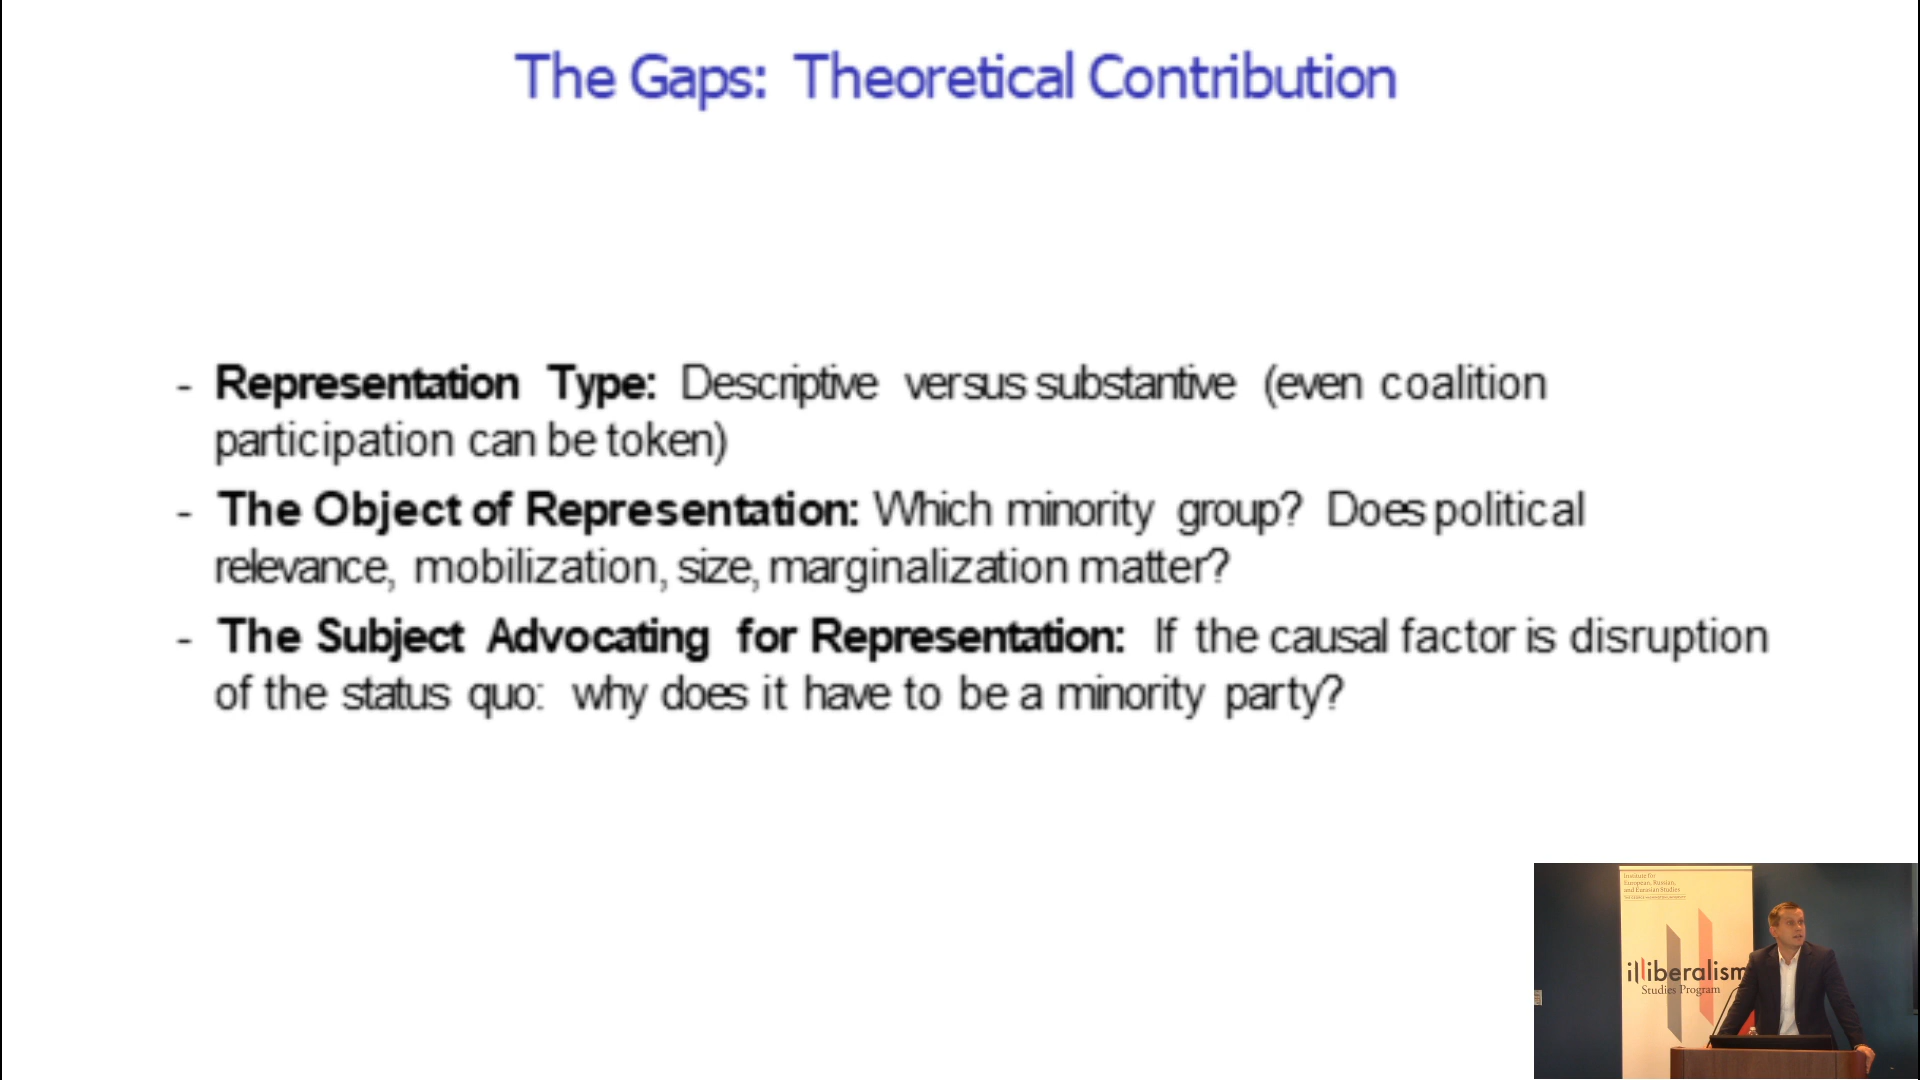 The Gaps: Theoretical Contribution
- Representation Type: Descriptive versus substantive (even coalition
participation can be token)
- The Object of Representation: Which minority group? Does political
relevance, mobilization, size, marginalization matter?
- The Subject Advocating for Representation: If the causal factor is disruption
of the status quo: why does it have to be a minority party?
Institute for
European, Russian,
and Eurasian Studies
illiberalism
Studies Program